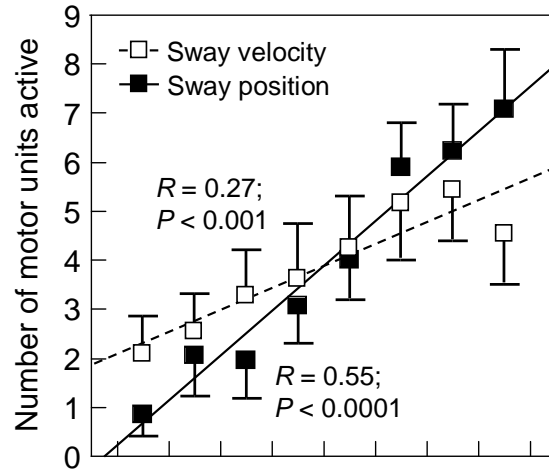 9
8
7
6
5
4
3
2
1
0
Number of motor units active
Sway velocity
Sway position
R = 0.27;
P < 0.001
R = 0.55;
P < 0.0001